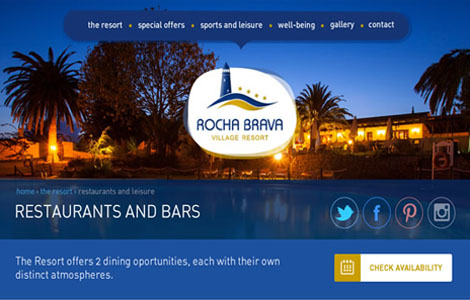 the resort • special offers • sports and leisure • well-being • gallery • contact
ROCHA BRAVA
VILLAGE RESORT
home › the resort › restaurants and leisure
RESTAURANTS AND BARS
The Resort offers 2 dining oportunities, each with their own
distinct atmospheres.
CHECK AVAILABILITY